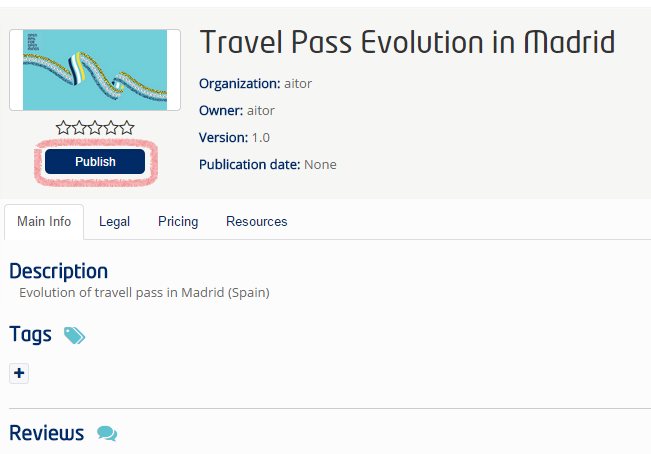 Travel Pass Evolution in Madrid
Organization: aitor
Owner: aitor
Version: 1.0
Publication date: None
Publish
Main Info Legal Pricing Resources
Description
Evolution of travell pass in Madrid (Spain)
Tags
+
Reviews